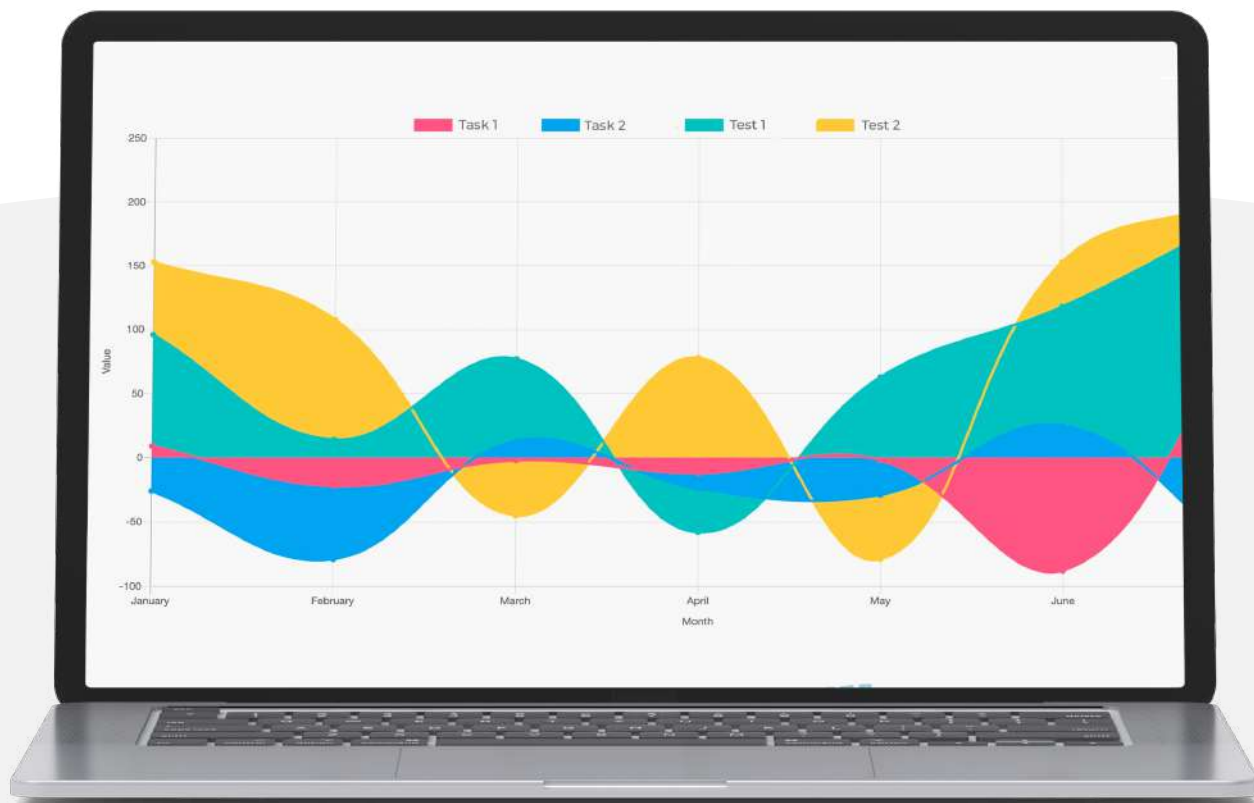 Task 1
Task 2
Test 1
Test 2
250
200
150
100
50
0
-50
-100
Value
January
February
March
April
May
June
Month